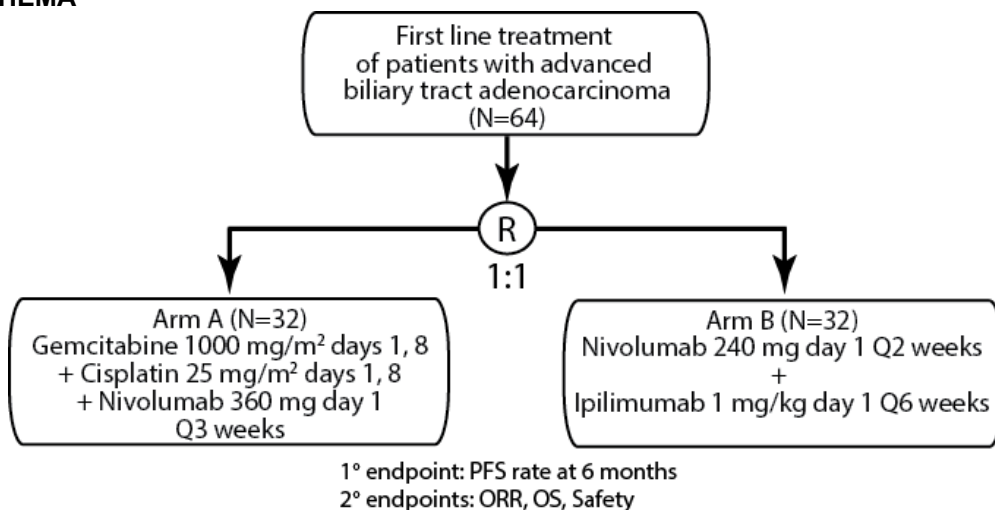 HEMA
First line treatment
of patients with advanced
biliary tract adenocarcinoma
(N=64)
R
1:1
Arm A (N=32)
Gemcitabine 1000 mg/m² days 1, 8
+ Cisplatin 25 mg/m² days 1, 8
+ Nivolumab 360 mg day 1
Q3 weeks
Arm B (N=32)
Nivolumab 240 mg day 1 Q2 weeks
+
Ipilimumab 1 mg/kg day 1 Q6 weeks
1° endpoint: PFS rate at 6 months
2° endpoints: ORR, OS, Safety